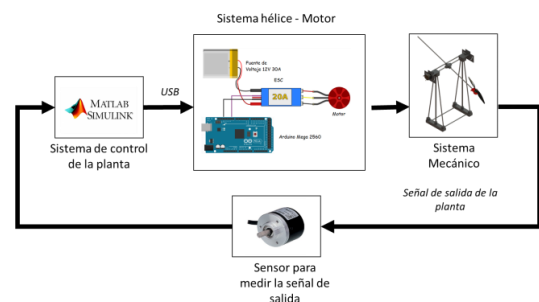 Sistema hélice - Motor
Fuente de
Voltaje 12V 30A
ESC
20A
Motor
Arduino Mega 2560
USB
MATLAB
SIMULINK
Sistema de control
de la planta
Sistema
Mecánico
Señal de salida de la
planta
Sensor para
medir la señal de
salida